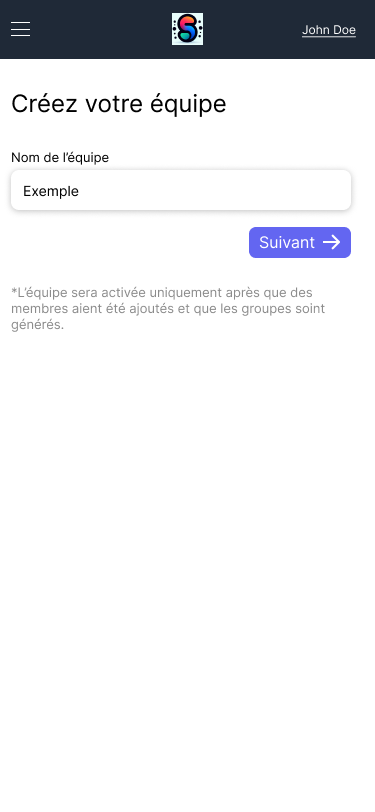 John Doe
Créez votre équipe
Nom de l’équipe
Exemple
Suivant
*L’équipe sera activée uniquement après que des
membres aient été ajoutés et que les groupes soint
générés.